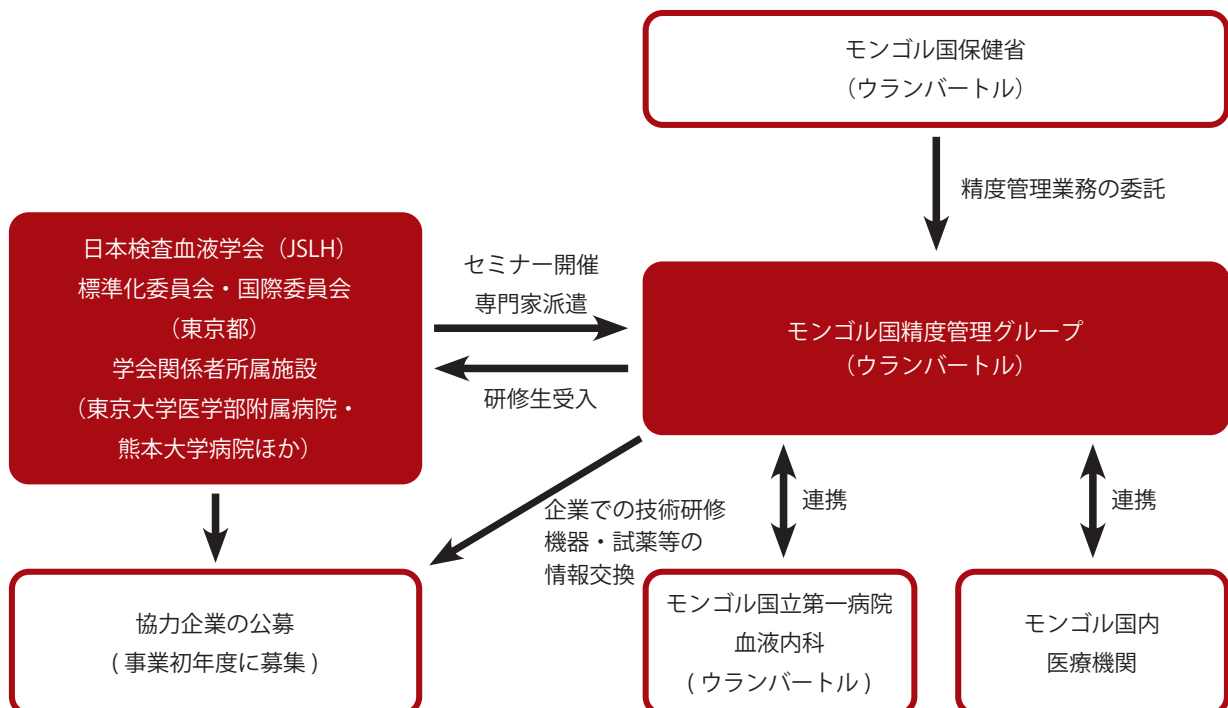 モンゴル国保健省
（ウランバートル）
精度管理業務の委託
日本検査血液学会（JSLH）
標準化委員会・国際委員会
（東京都）
学会関係者所属施設
（東京大学医学部附属病院・
熊本大学病院ほか）
セミナー開催
専門家派遣
研修生受入
モンゴル国精度管理グループ
（ウランバートル）
企業での技術研修
機器・試薬等の
情報交換
連携
連携
協力企業の公募
( 事業初年度に募集 )
モンゴル国立第一病院
血液内科
( ウランバートル )
モンゴル国内
医療機関